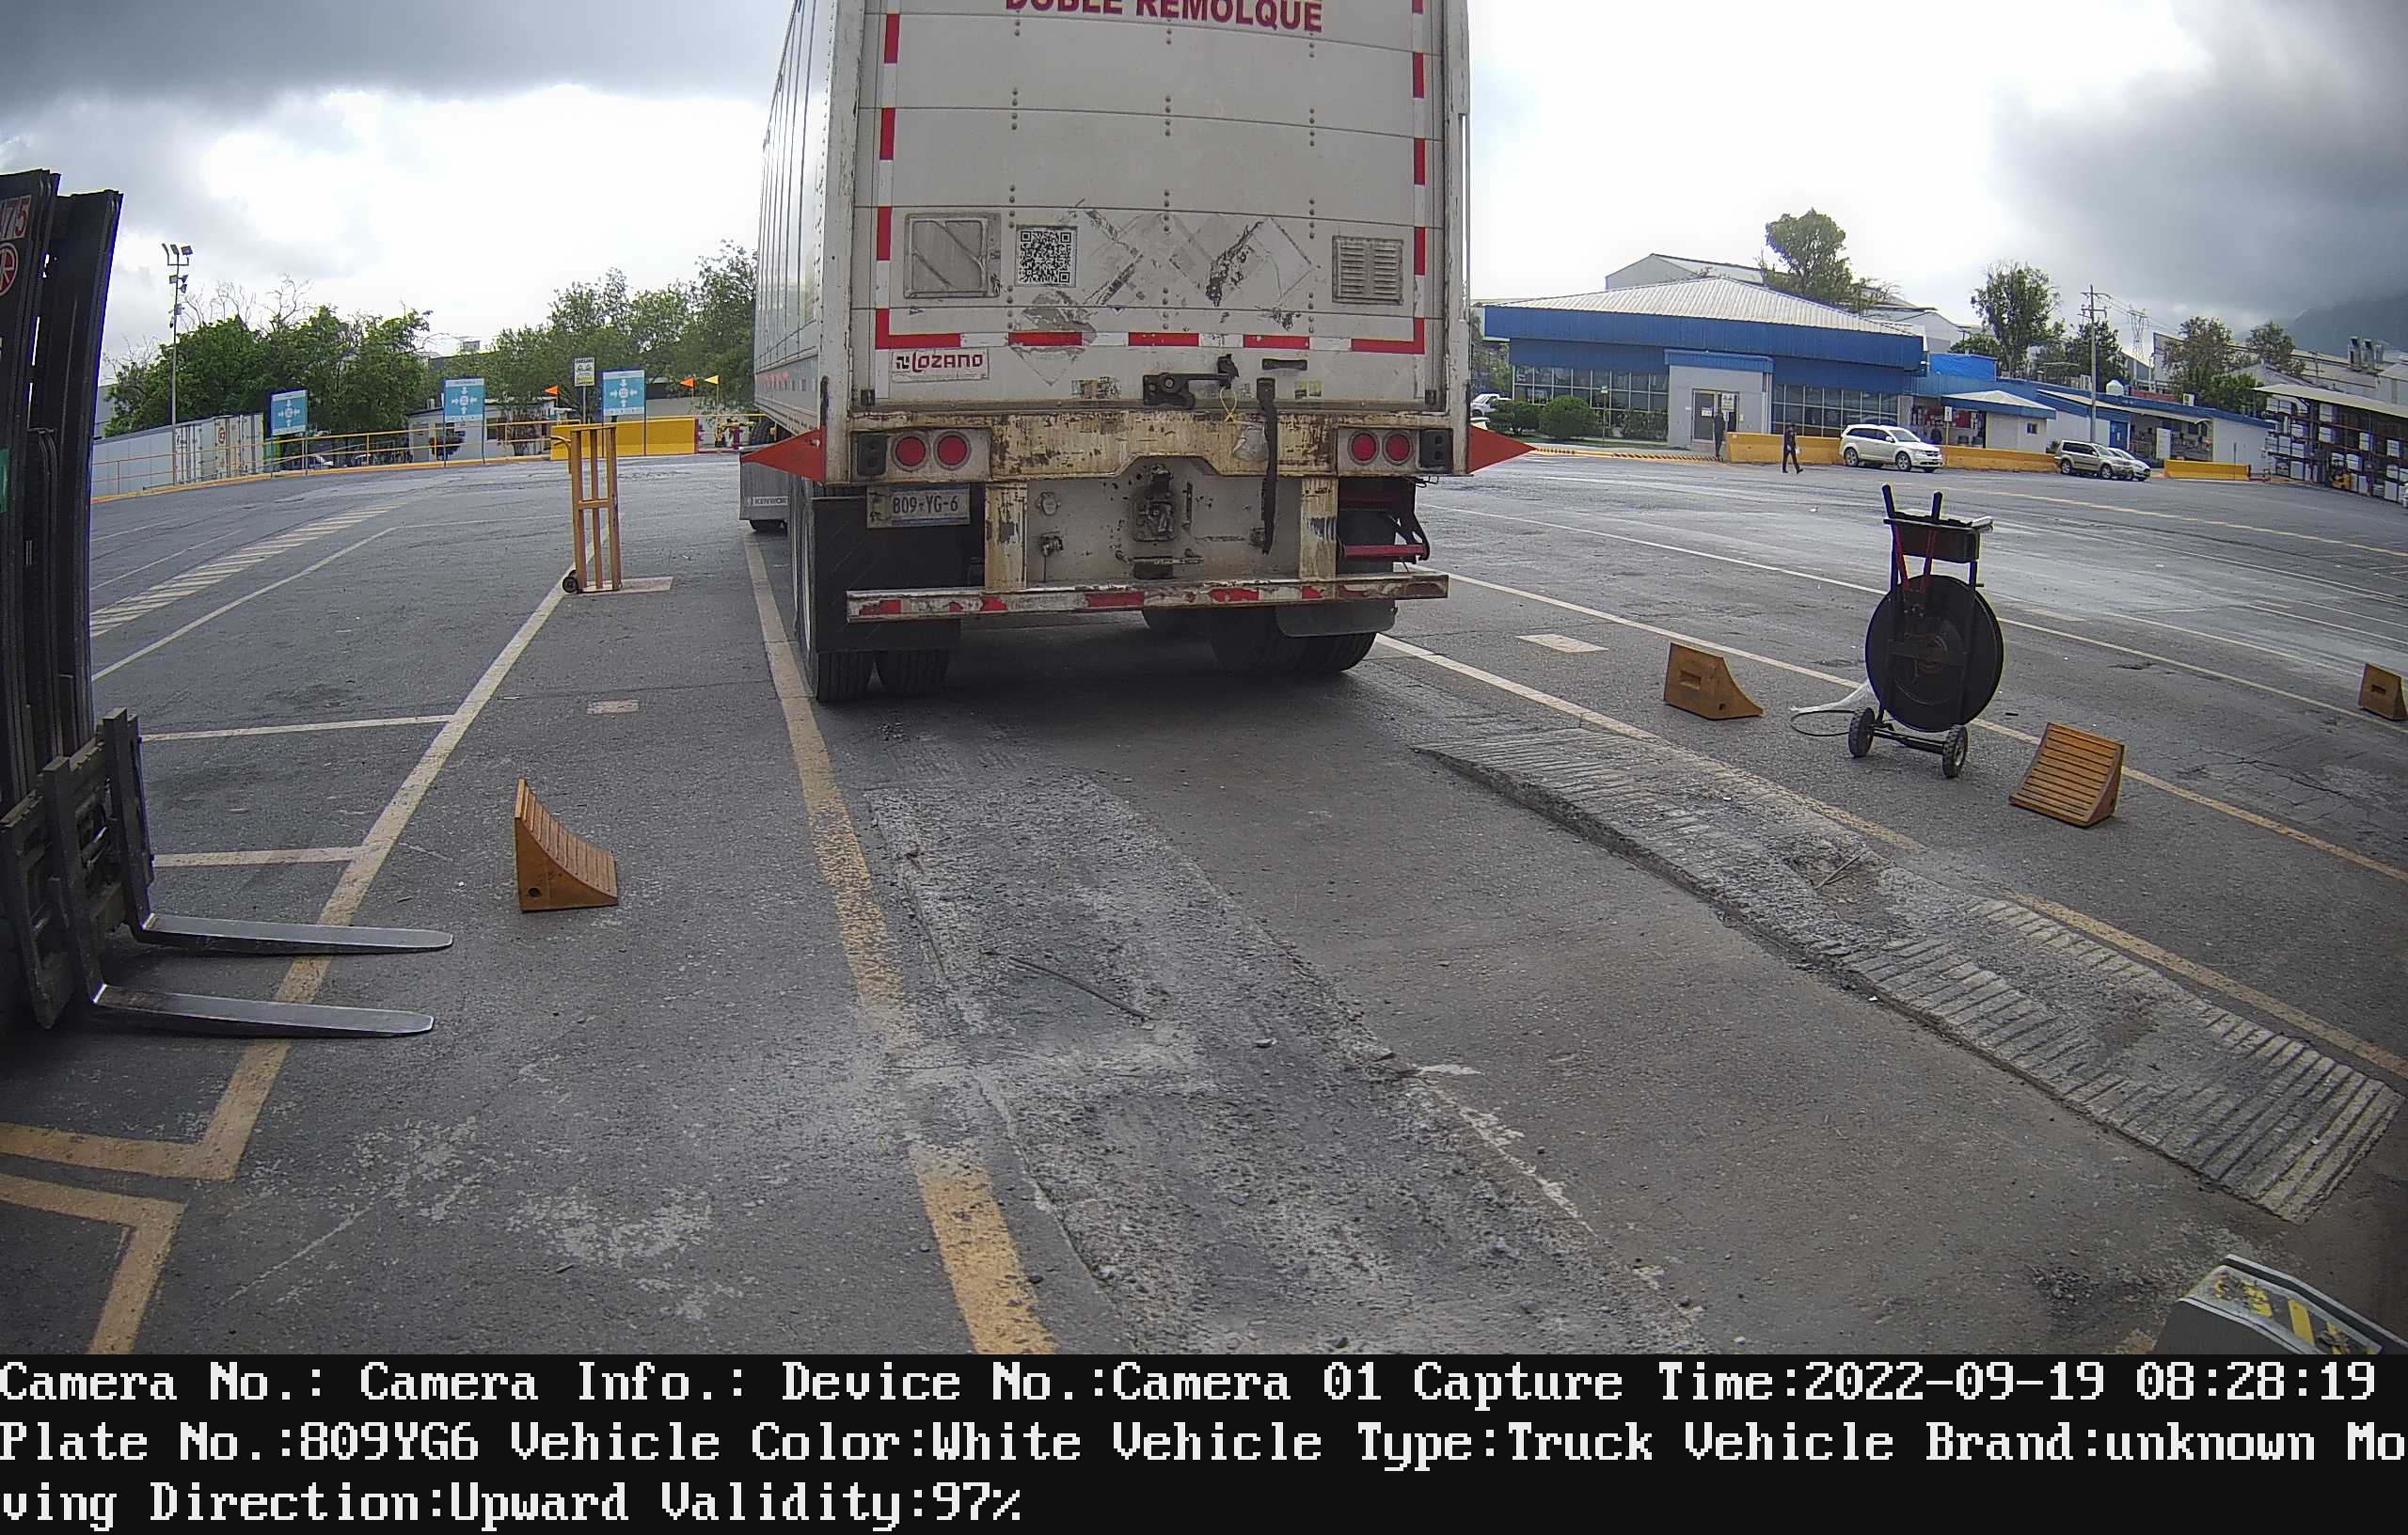 DOBLE REMOLQUE
75
R
LOZANO
809-YG-6
KENWOR
Camera No.: Camera Info.: Device No.:Camera 01 Capture Time:2022-09-19 08:28:19
Plate No.:809YG6 Vehicle Color:White Vehicle Type:Truck Vehicle Brand:unknown Mo
ving Direction:Upward Validity:97%